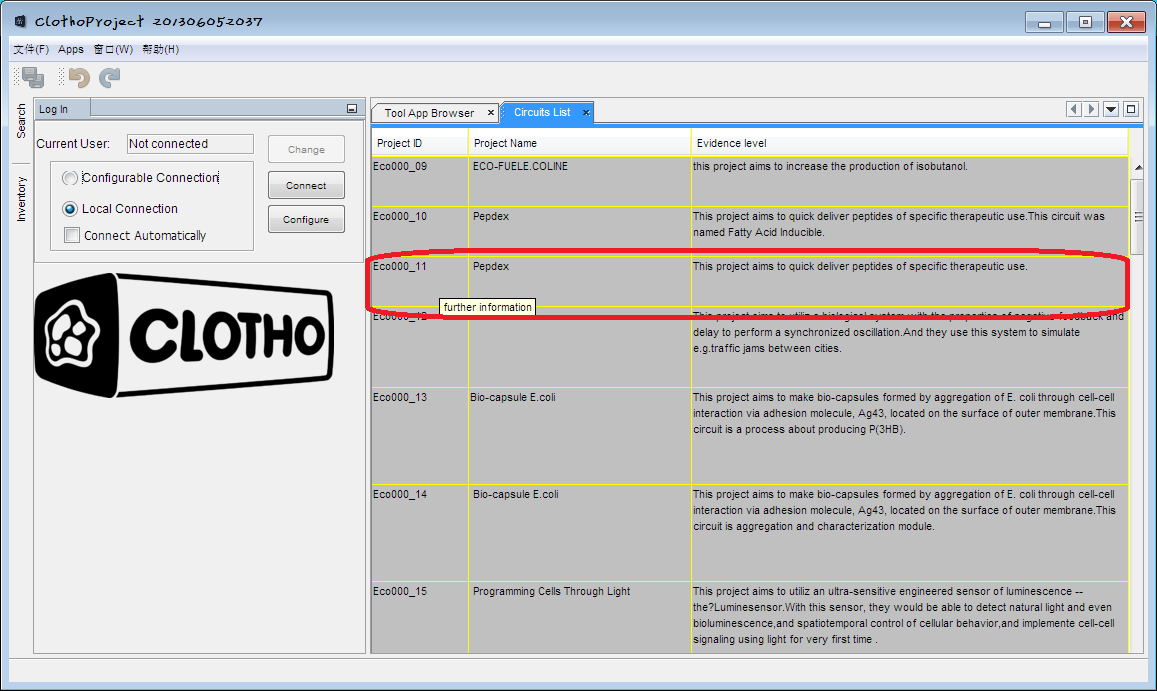 ClothoProject 201306052037
文件(F) Apps 窗口(W) 帮助(H)
Search
Inventory
Log In
Current User: Not connected
Change
Configurable Connection
Connect
Local Connection
Configure
Connect Automatically
CLOTHO
Tool App Browser Circuits List
Project ID Project Name Evidence level
Eco000_09 ECO-FUELE.COLINE this project aims to increase the production of isobutanol.
Eco000_10 Pepdex This project aims to quick deliver peptides of specific therapeutic use.This circuit was
named Fatty Acid Inducible.
Eco000_11 Pepdex This project aims to quick deliver peptides of specific therapeutic use.
further information
Eco000_12 This project aims to utiliz a biological system with the properties of negative feedback and
delay to perform a synchronized oscillation.And they use this system to simulate
e.g.traffic jams between cities.
Eco000_13 Bio-capsule E.coli This project aims to make bio-capsules formed by aggregation of E. coli through cell-cell
interaction via adhesion molecule, Ag43, located on the surface of outer membrane.This
circuit is a process about producing P(3HB).
Eco000_14 Bio-capsule E.coli This project aims to make bio-capsules formed by aggregation of E. coli through cell-cell
interaction via adhesion molecule, Ag43, located on the surface of outer membrane.This
circuit is aggregation and characterization module.
Eco000_15 Programming Cells Through Light This project aims to utiliz an ultra-sensitive engineered sensor of luminescence --
the?Luminesensor.With this sensor, they would be able to detect natural light and even
bioluminescence,and spatiotemporal control of cellular behavior,and implemente cell-cell
signaling using light for very first time .